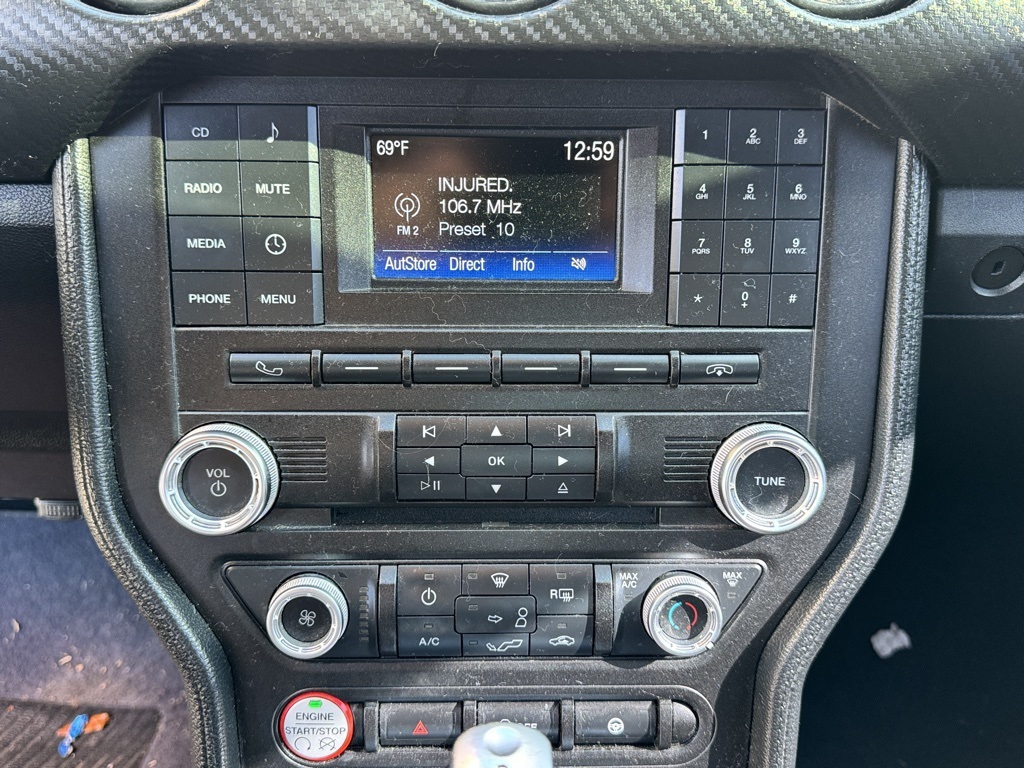 CD
RADIO MUTE
MEDIA
PHONE MENU
69°F 12:59
INJURED.
106.7 MHz
FM 2 Preset 10
AutoStore Direct Info
1 2 ABC 3 DEF
4 GHI 5 JKL 6 MNO
7 PQRS 8 TUV 9 WXYZ
* 0 + #
VOL
OK
TUNE
MAX A/C
R
MAX
A/C
ENGINE
START/STOP